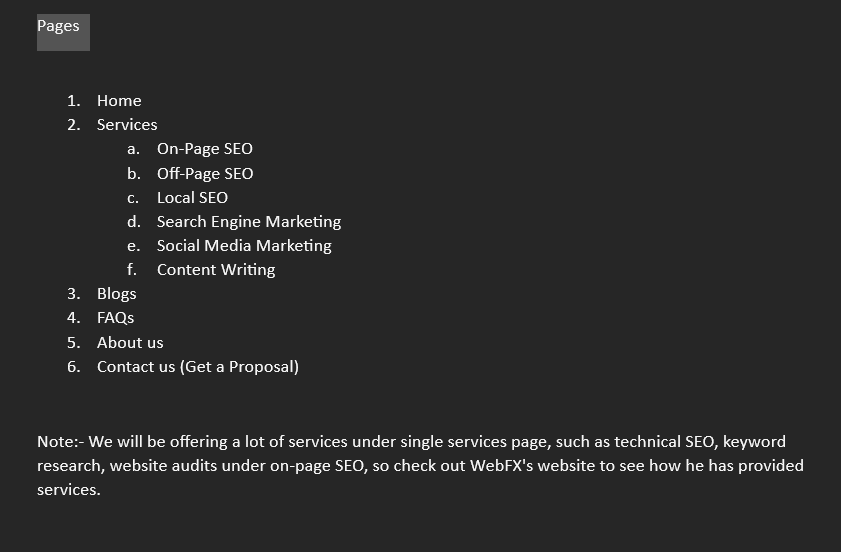 Pages
1. Home
2. Services
a. On-Page SEO
b. Off-Page SEO
c. Local SEO
d. Search Engine Marketing
e. Social Media Marketing
f. Content Writing
3. Blogs
4. FAQs
5. About us
6. Contact us (Get a Proposal)
Note:- We will be offering a lot of services under single services page, such as technical SEO, keyword
research, website audits under on-page SEO, so check out WebFX's website to see how he has provided
services.